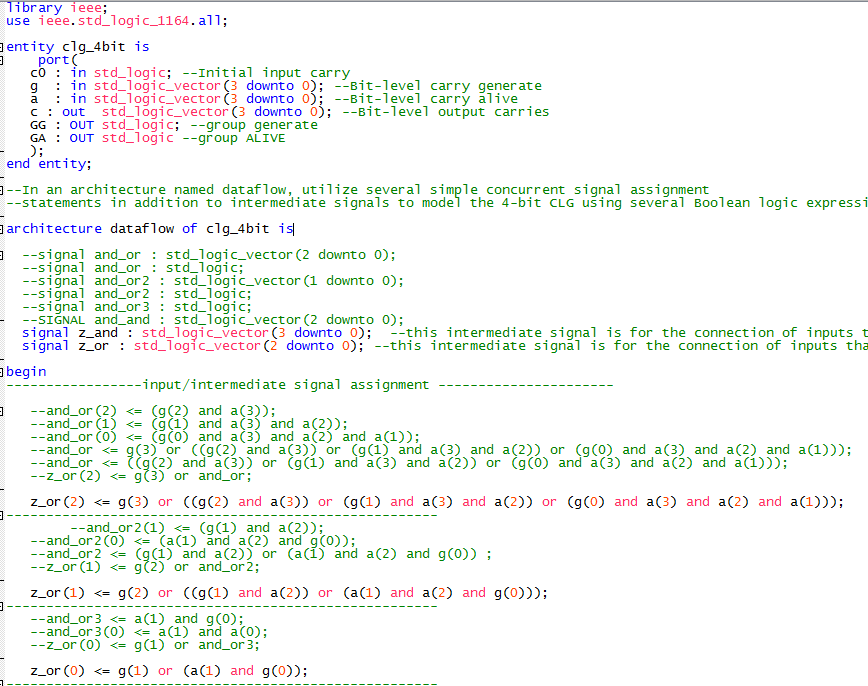 library ieee;
use ieee.std_logic_1164.all;
entity clg_4bit is
port(
c0 : in std_logic; --Initial input carry
g : in std_logic_vector(3 downto 0); --Bit-level carry generate
a : in std_logic_vector(3 downto 0); --Bit-level carry alive
c : out std_logic_vector(3 downto 0); --Bit-level output carries
GG : OUT std_logic; --group generate
GA : OUT std_logic --group ALIVE
);
end entity;
--In an architecture named dataflow, utilize several simple concurrent signal assignment
--statements in addition to intermediate signals to model the 4-bit CLG using several Boolean logic expressi
architecture dataflow of clg_4bit is
--signal and_or : std_logic_vector(2 downto 0);
--signal and_or : std_logic;
--signal and_or2 : std_logic_vector(1 downto 0);
--signal and_or2 : std_logic;
--signal and_or3 : std_logic;
--SIGNAL and_and : std_logic_vector(2 downto 0);
signal z_and : std_logic_vector(3 downto 0); --this intermediate signal is for the connection of inputs t
signal z_or : std_logic_vector(2 downto 0); --this intermediate signal is for the connection of inputs tha
begin
-----------------input/intermediate signal assignment ----------------------
--and_or(2) <= (g(2) and a(3));
--and_or(1) <= (g(1) and a(3) and a(2));
--and_or(0) <= (g(0) and a(3) and a(2) and a(1));
--and_or <= g(3) or ((g(2) and a(3)) or (g(1) and a(3) and a(2)) or (g(0) and a(3) and a(2) and a(1)));
--and_or <= ((g(2) and a(3)) or (g(1) and a(3) and a(2)) or (g(0) and a(3) and a(2) and a(1)));
--z_or(2) <= g(3) or and_or;
z_or(2) <= g(3) or ((g(2) and a(3)) or (g(1) and a(3) and a(2)) or (g(0) and a(3) and a(2) and a(1)));
------------------------------------------------------
--and_or2(1) <= (g(1) and a(2));
--and_or2(0) <= (a(1) and a(2) and g(0));
--and_or2 <= (g(1) and a(2)) or (a(1) and a(2) and g(0)) ;
--z_or(1) <= g(2) or and_or2;
z_or(1) <= g(2) or ((g(1) and a(2)) or (a(1) and a(2) and g(0)));
------------------------------------------------------
--and_or3 <= a(1) and g(0);
--and_or3(0) <= a(1) and a(0);
--z_or(0) <= g(1) or and_or3;
z_or(0) <= g(1) or (a(1) and g(0));
------------------------------------------------------